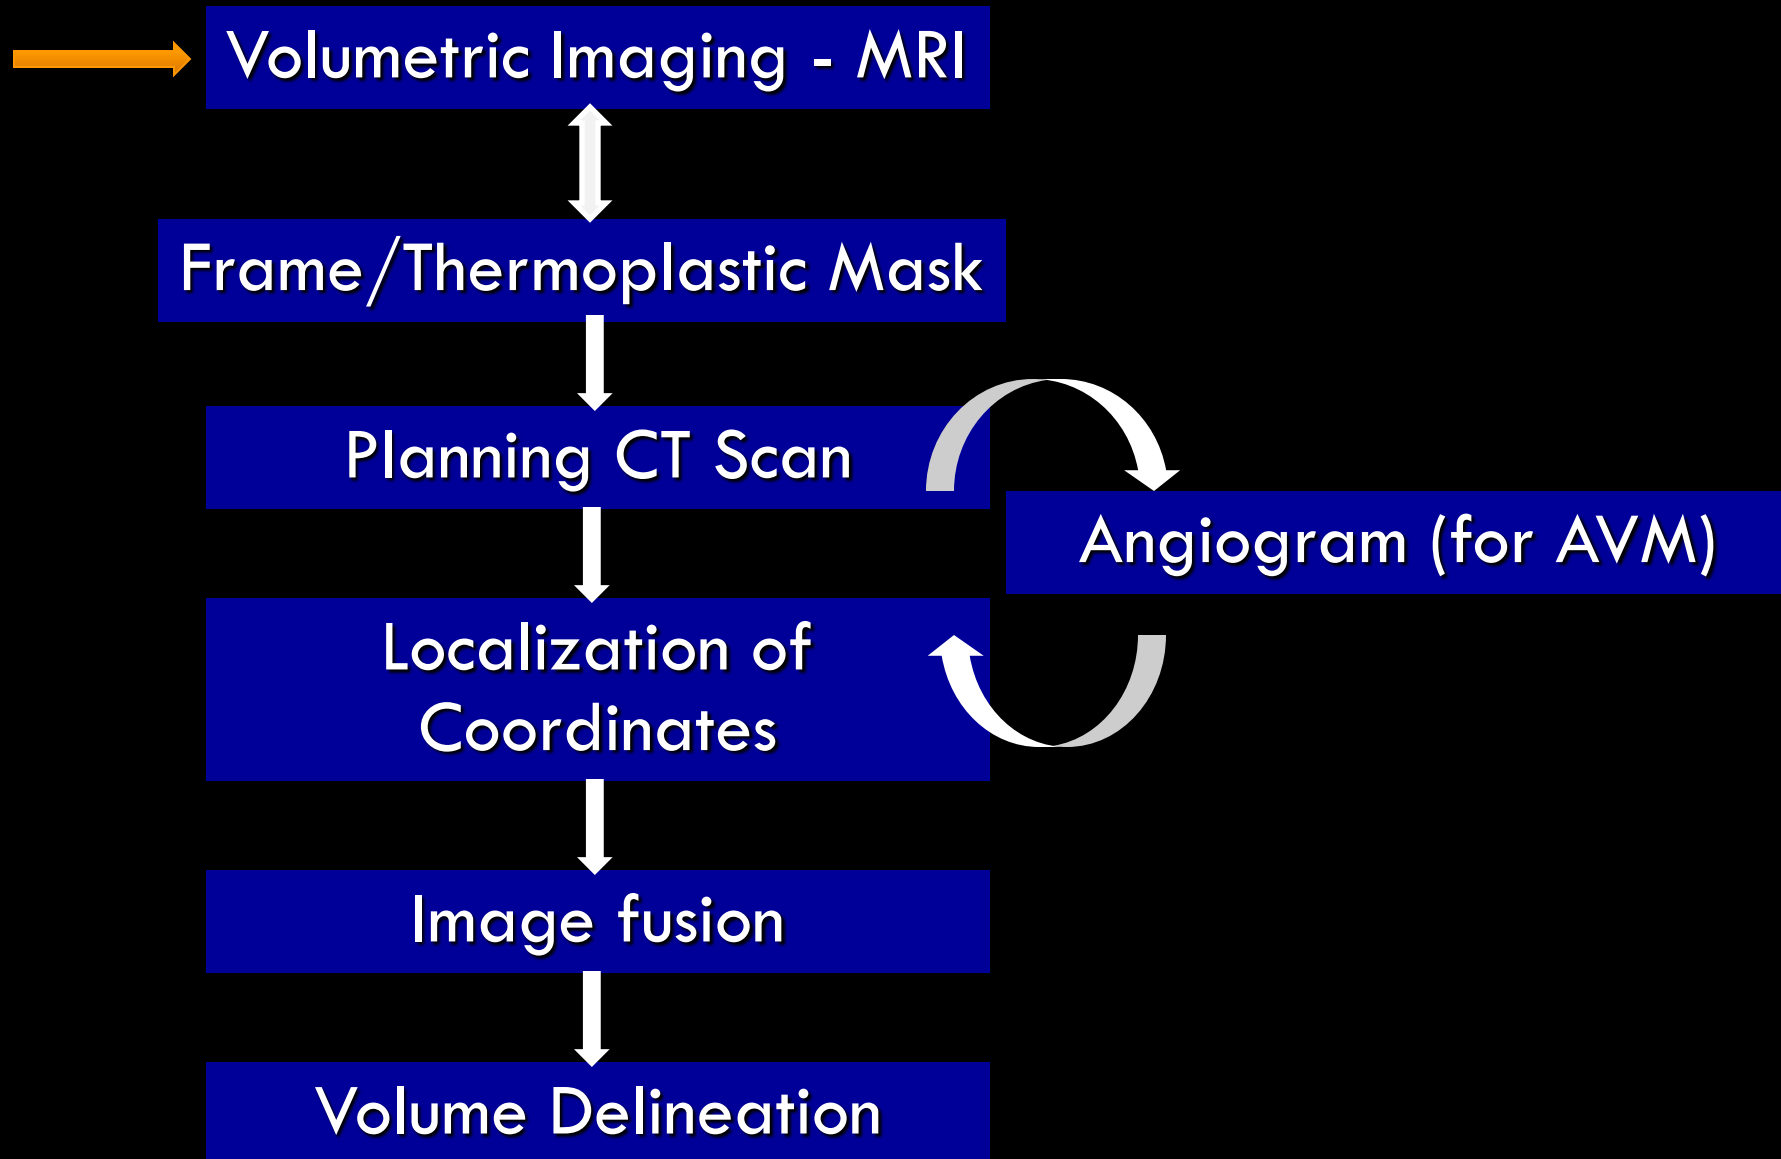 Volumetric Imaging - MRI
Frame/Thermoplastic Mask
Planning CT Scan
Angiogram (for AVM)
Localization of
Coordinates
Image fusion
Volume Delineation